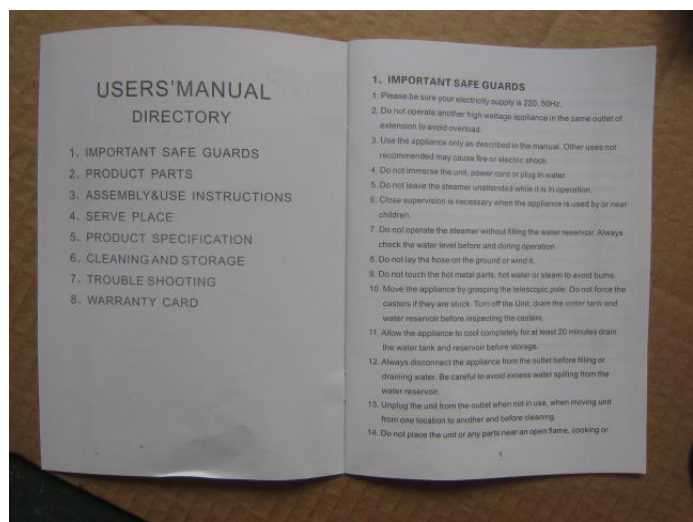 USERS'MANUAL
DIRECTORY
1. IMPORTANT SAFE GUARDS
2. PRODUCT PARTS
3. ASSEMBLY&USE INSTRUCTIONS
4. SERVE PLACE
5. PRODUCT SPECIFICATION
6. CLEANING AND STORAGE
7. TROUBLE SHOOTING
8. WARRANTY CARD
1、IMPORTANT SAFE GUARDS
1. Please be sure your electricity supply is 220, 50Hz.
2. Do not operate another high wattage appliance in the same outlet of
extension to avoid overload.
3. Use the appliance only as described in the manual. Other uses not
recommended may cause fire or electric shock.
4. Do not immerse the unit, power cord or plug in water.
5. Do not leave the steamer unattended while it is in operation.
6. Close supervision is necessary when the appliance is used by or near
children.
7. Do not operate the steamer without filling the water reservoir. Always
check the water level before and during operation.
8. Do not lay the hose on the ground or wind it.
9. Do not touch the hot metal parts, hot water or steam to avoid burns.
10. Move the appliance by grasping the telescopic pole. Do not force the
casters if they are stuck. Turn off the Unit, drain the water tank and
water reservoir before inspecting the casters.
11. Allow the appliance to cool completely for at least 20 minutes drain
the water tank and reservoir before storage.
12. Always disconnect the appliance from the outlet before filling or
draining water. Be careful to avoid excess water spilling from the
water reservoir.
13. Unplug the unit from the outlet when not in use, when moving unit
from one location to another and before cleaning.
14. Do not place the unit or any parts near an open flame, cooking or
1